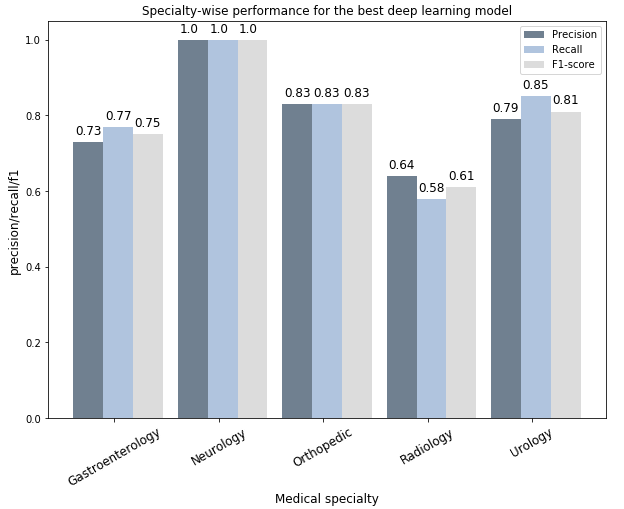 Specialty-wise performance for the best deep learning model
Precision
Recall
F1-score
precision/recall/f1
1.0
0.8
0.6
0.4
0.2
0.0
0.73 0.77 0.75
1.0 1.0 1.0
0.83 0.83 0.83
0.64 0.58 0.61
0.79 0.85 0.81
Gastroenterology
Neurology
Orthopedic
Radiology
Urology
Medical specialty